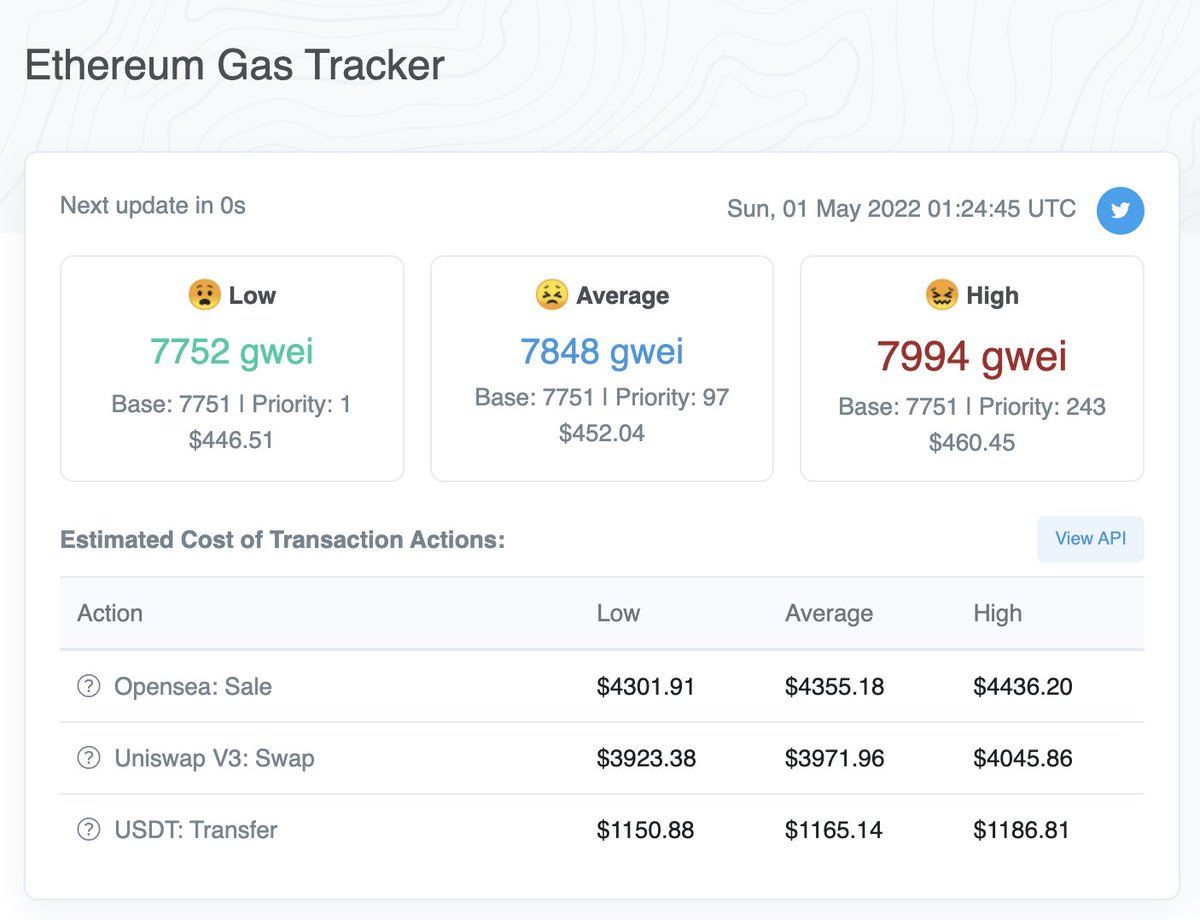 Ethereum Gas Tracker
Next update in 0s
Sun, 01 May 2022 01:24:45 UTC
Low
7752 gwei
Base: 7751 | Priority: 1
$446.51
Average
7848 gwei
Base: 7751 | Priority: 97
$452.04
High
7994 gwei
Base: 7751 | Priority: 243
$460.45
Estimated Cost of Transaction Actions:
View API
Action Low Average High
Opensea: Sale $4301.91 $4355.18 $4436.20
Uniswap V3: Swap $3923.38 $3971.96 $4045.86
USDT: Transfer $1150.88 $1165.14 $1186.81